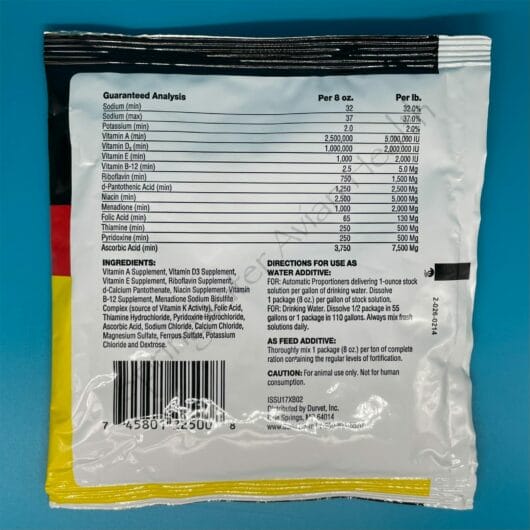 Guaranteed Analysis Per 8 oz. Per lb.
Sodium (min) 32 32.0%
Sodium (max) 37 37.0%
Potassium (min) 2.0 2.0%
Vitamin A (min) 2,500,000 5,000,000 IU
Vitamin D₃ (min) 1,000,000 2,000,000 IU
Vitamin E (min) 1,000 2,000 IU
Vitamin B-12 (min) 2.5 5.0 Mg
Riboflavin (min) 750 1,500 Mg
d-Pantothenic Acid (min) 1,250 2,500 Mg
Niacin (min) 2,500 5,000 Mg
Menadione (min) 1,000 2,000 Mg
Folic Acid (min) 65 130 Mg
Thiamine (min) 250 500 Mg
Pyridoxine (min) 250 500 Mg
Ascorbic Acid (min) 3,750 7,500 Mg
INGREDIENTS:
Vitamin A Supplement, Vitamin D3 Supplement,
Vitamin E Supplement, Riboflavin Supplement,
d-Calcium Pantothenate, Niacin Supplement, Vitamin
B-12 Supplement, Menadione Sodium Bisulfite
Complex (source of Vitamin K Activity), Folic Acid,
Thiamine Hydrochloride, Pyridoxine Hydrochloride,
Ascorbic Acid, Sodium Chloride, Calcium Chloride,
Magnesium Sulfate, Ferrous Sulfate, Potassium
Chloride and Dextrose.
DIRECTIONS FOR USE AS
WATER ADDITIVE:
FOR: Automatic Proportioners delivering 1-ounce stock
solution per gallon of drinking water. Dissolve
1 package (8 oz.) per gallon of stock solution.
FOR: Drinking Water. Dissolve 1/2 package in 55
gallons or 1 package in 110 gallons. Always mix fresh
solutions daily.
AS FEED ADDITIVE:
Thoroughly mix 1 package (8 oz.) per ton of complete
ration containing the regular levels of fortification.
CAUTION: For animal use only. Not for human
consumption.
ISSU17XB02
Distributed by Durvet, Inc.
Springs, 64014
2-026-0214
7 45801 22500 8